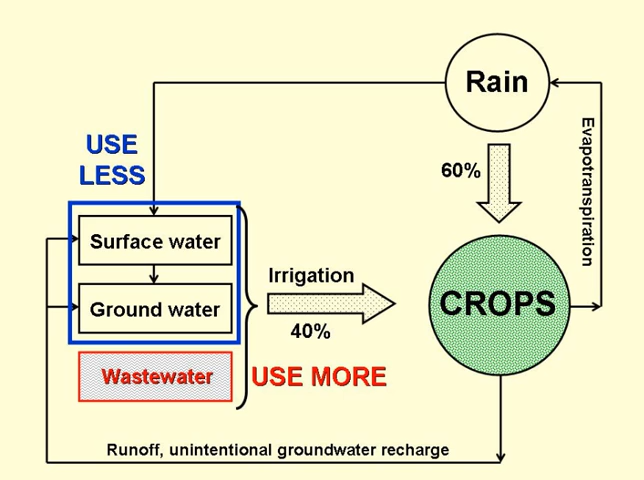 Rain
USE
LESS
60%
Evapotranspiration
Surface water
Ground water
Irrigation
40%
CROPS
Wastewater
USE MORE
Runoff, unintentional groundwater recharge